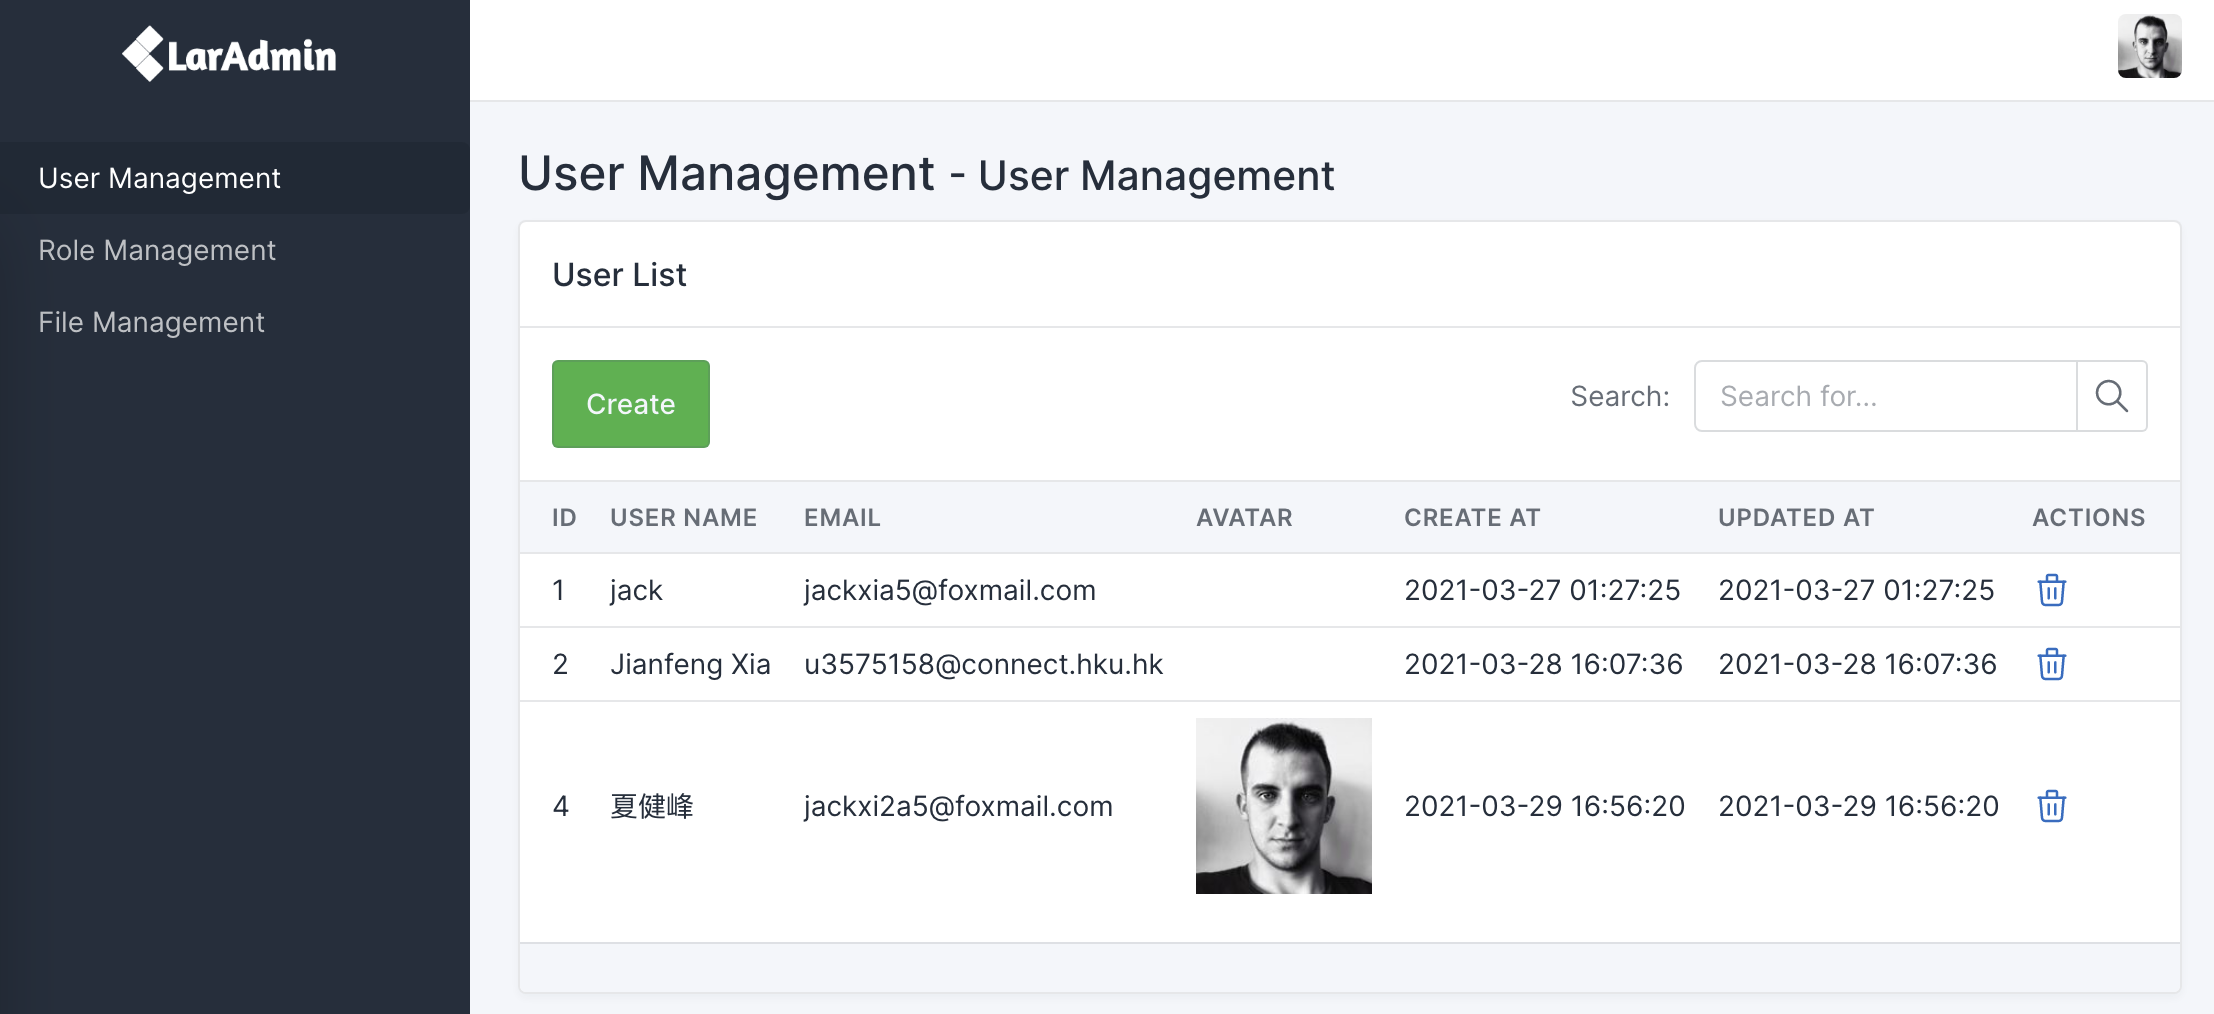 LarAdmin
User Management
Role Management
File Management
User Management - User Management
User List
Create
Search: Search for...
ID USER NAME EMAIL AVATAR CREATE AT UPDATED AT ACTIONS
1 jack jackxia5@foxmail.com 2021-03-27 01:27:25 2021-03-27 01:27:25
2 Jianfeng Xia u3575158@connect.hku.hk 2021-03-28 16:07:36 2021-03-28 16:07:36
4 夏健峰 jackxi2a5@foxmail.com 2021-03-29 16:56:20 2021-03-29 16:56:20